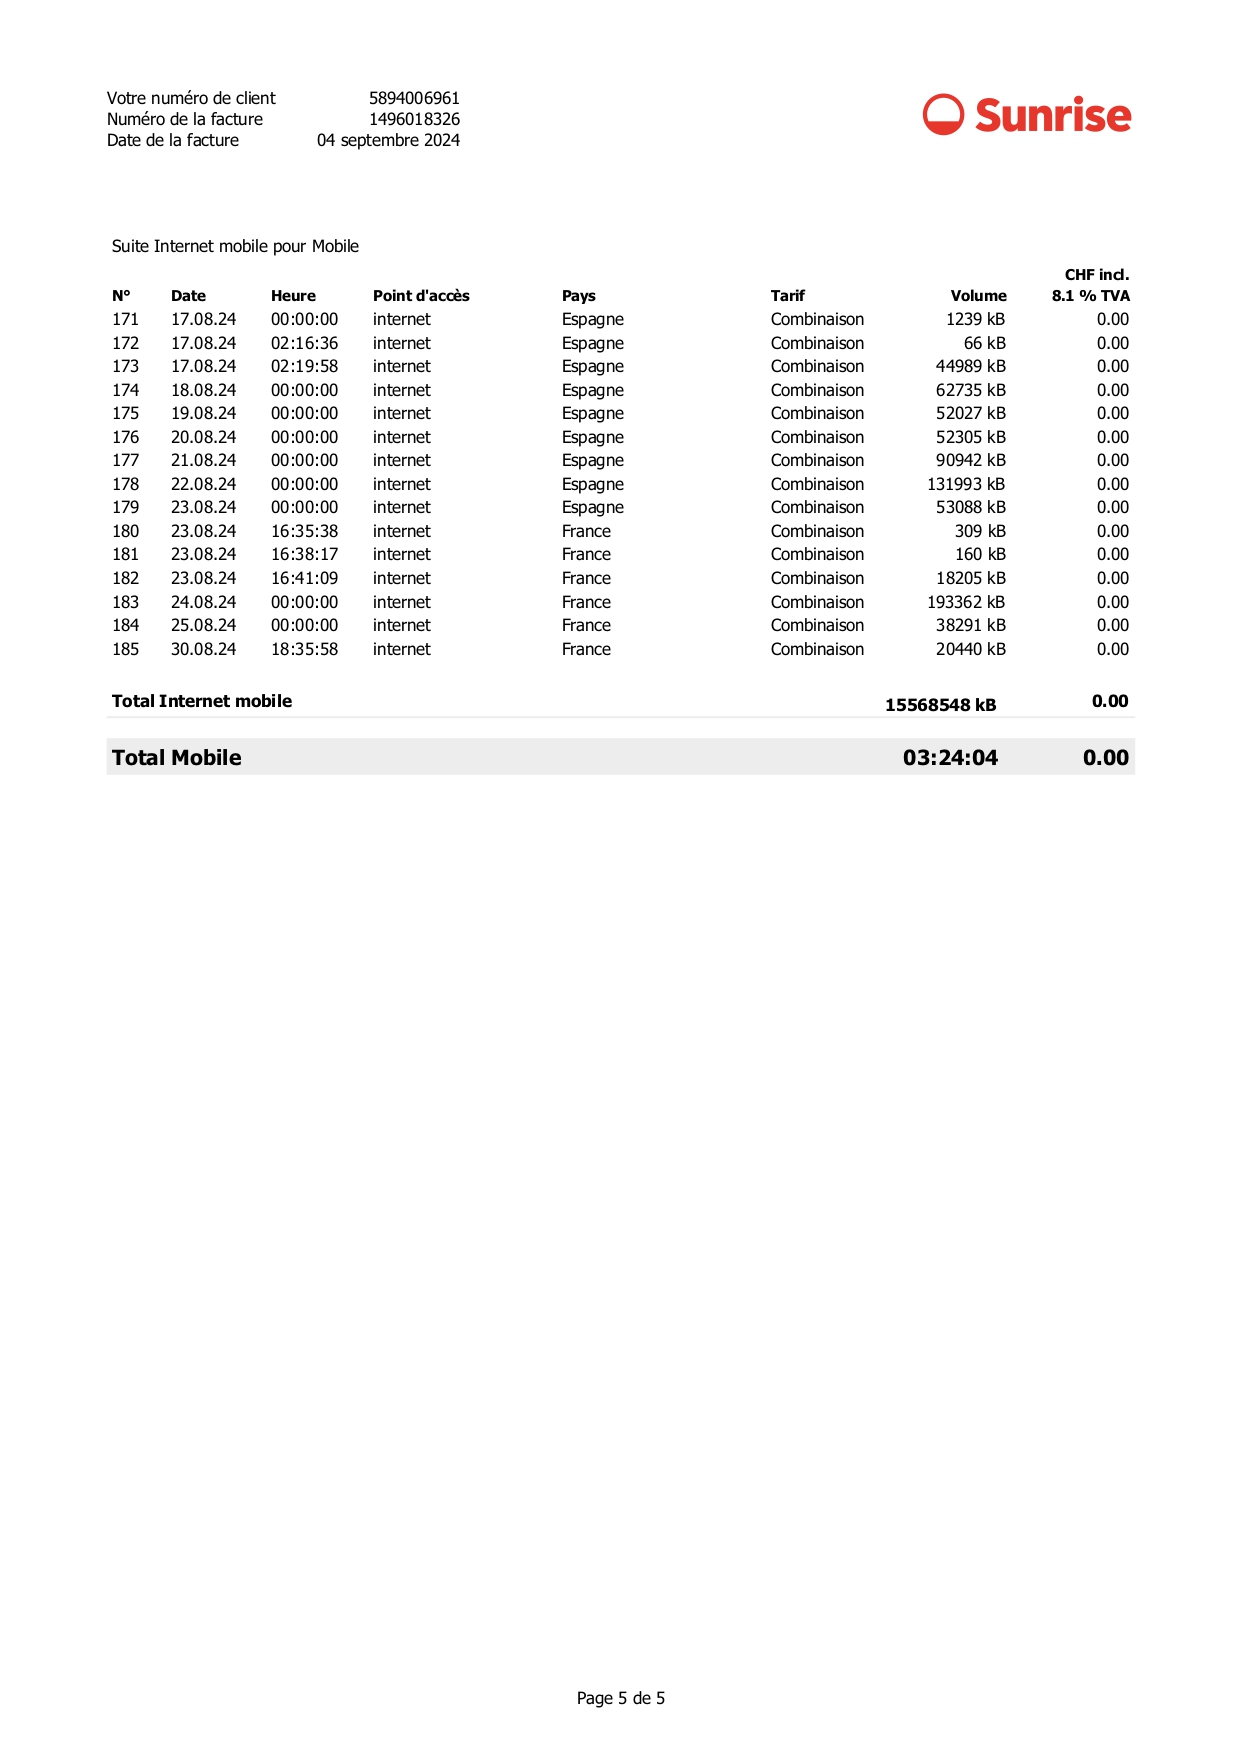 Votre numéro de client 5894006961
Numéro de la facture 1496018326
Date de la facture 04 septembre 2024
Sunrise
Suite Internet mobile pour Mobile
CHF incl.
N° Date Heure Point d'accès Pays Tarif Volume 8.1 % TVA
171 17.08.24 00:00:00 internet Espagne Combinaison 1239 kB 0.00
172 17.08.24 02:16:36 internet Espagne Combinaison 66 kB 0.00
173 17.08.24 02:19:58 internet Espagne Combinaison 44989 kB 0.00
174 18.08.24 00:00:00 internet Espagne Combinaison 62735 kB 0.00
175 19.08.24 00:00:00 internet Espagne Combinaison 52027 kB 0.00
176 20.08.24 00:00:00 internet Espagne Combinaison 52305 kB 0.00
177 21.08.24 00:00:00 internet Espagne Combinaison 90942 kB 0.00
178 22.08.24 00:00:00 internet Espagne Combinaison 131993 kB 0.00
179 23.08.24 00:00:00 internet Espagne Combinaison 53088 kB 0.00
180 23.08.24 16:35:38 internet France Combinaison 309 kB 0.00
181 23.08.24 16:38:17 internet France Combinaison 160 kB 0.00
182 23.08.24 16:41:09 internet France Combinaison 18205 kB 0.00
183 24.08.24 00:00:00 internet France Combinaison 193362 kB 0.00
184 25.08.24 00:00:00 internet France Combinaison 38291 kB 0.00
185 30.08.24 18:35:58 internet France Combinaison 20440 kB 0.00
Total Internet mobile 15568548 kB 0.00
Total Mobile 03:24:04 0.00
Page 5 de 5